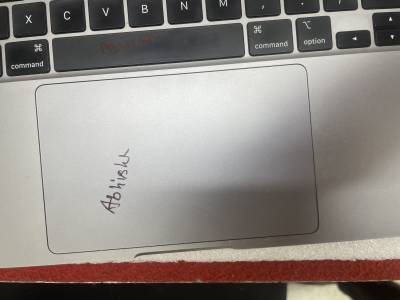 X C V B N M < , > . ? /
⌘ command ⌘ command ⌥ option ◀ ▲ ▼
Abhishek